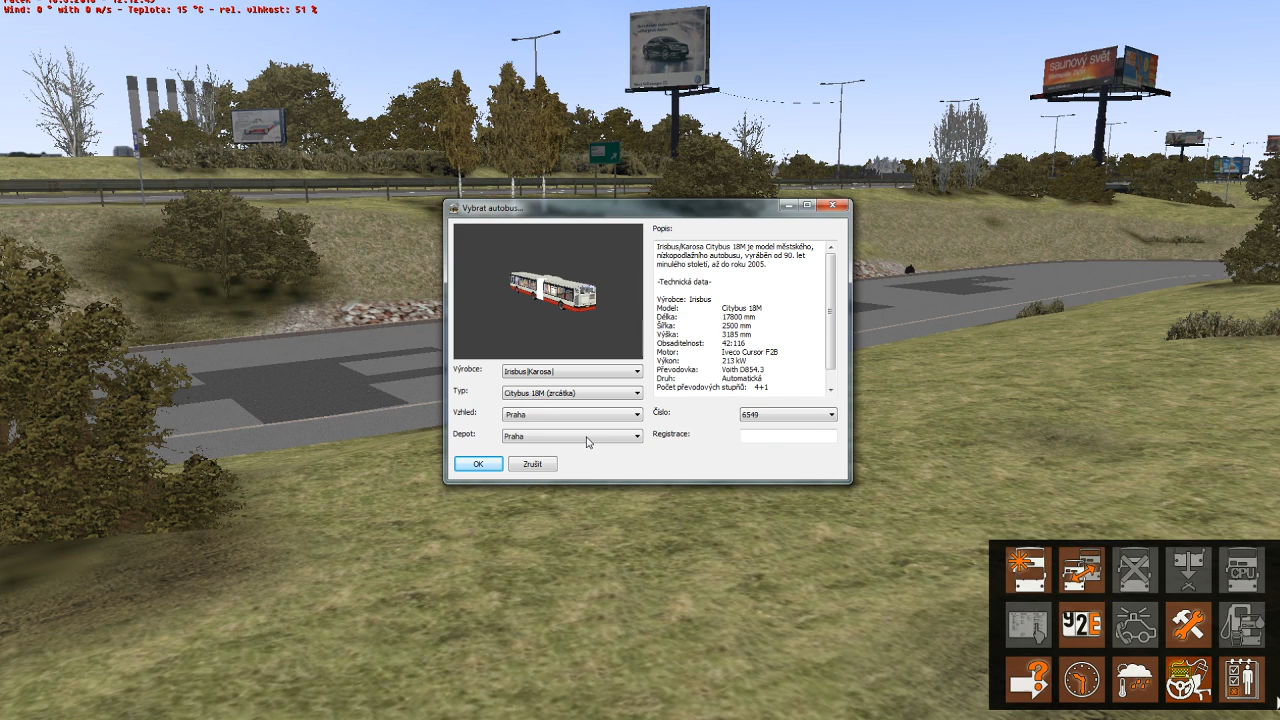 Wind: 0 ° with 0 m/s - Teplota: 15 °C - rel. vlhkost: 51 %
saunový svět
Vybrat autobus...
Popis:
Irisbus/Karosa Citybus 18M je model městského,
nízkopodlažního autobusu, vyráběn od 90. let
minulého století, až do roku 2005.
-Technická data-
Výrobce: Irisbus
Model: Citybus 18M
Délka: 17800 mm
Šířka: 2500 mm
Výška: 3185 mm
Obsaditelnost: 42:116
Motor: Iveco Cursor F2B
Výkon: 213 kW
Převodovka: Voith D854.3
Druh: Automatická
Počet převodových stupňů: 4+1
Výrobce: Irisbus|Karosa|
Typ: Citybus 18M (zrcátka)
Vzhled: Praha
Číslo: 6549
Depot: Praha
Registrace:
OK Zrušit
CPU
92E